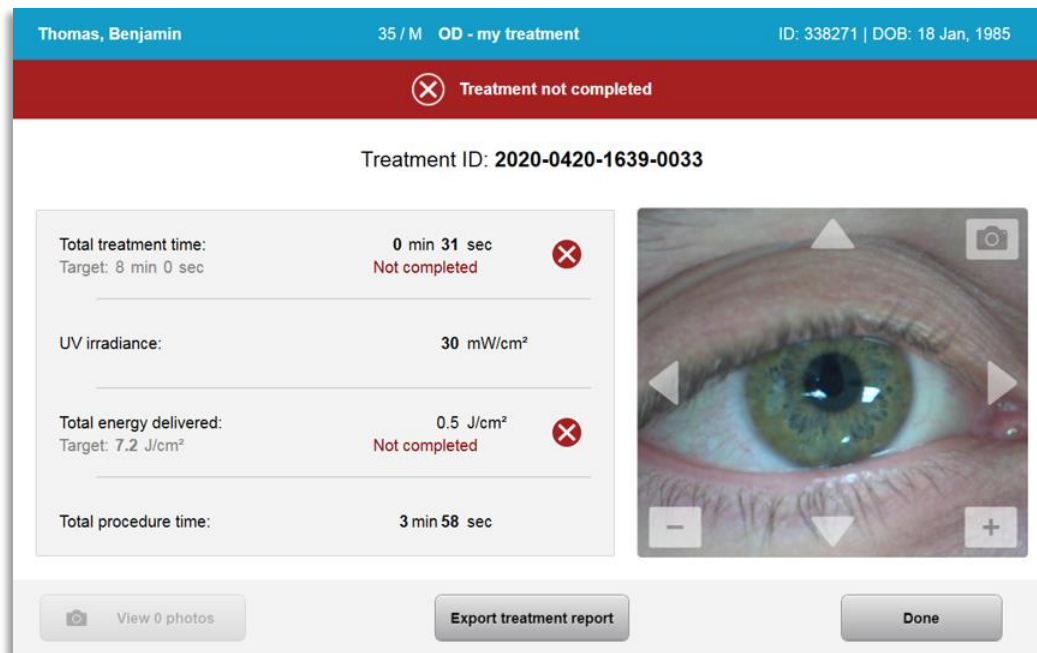 Thomas, Benjamin 35 / M OD - my treatment ID: 338271 | DOB: 18 Jan, 1985
Treatment not completed
Treatment ID: 2020-0420-1639-0033
Total treatment time: 0 min 31 sec
Target: 8 min 0 sec Not completed
UV irradiance: 30 mW/cm²
Total energy delivered: 0.5 J/cm²
Target: 7.2 J/cm² Not completed
Total procedure time: 3 min 58 sec
View 0 photos Export treatment report Done